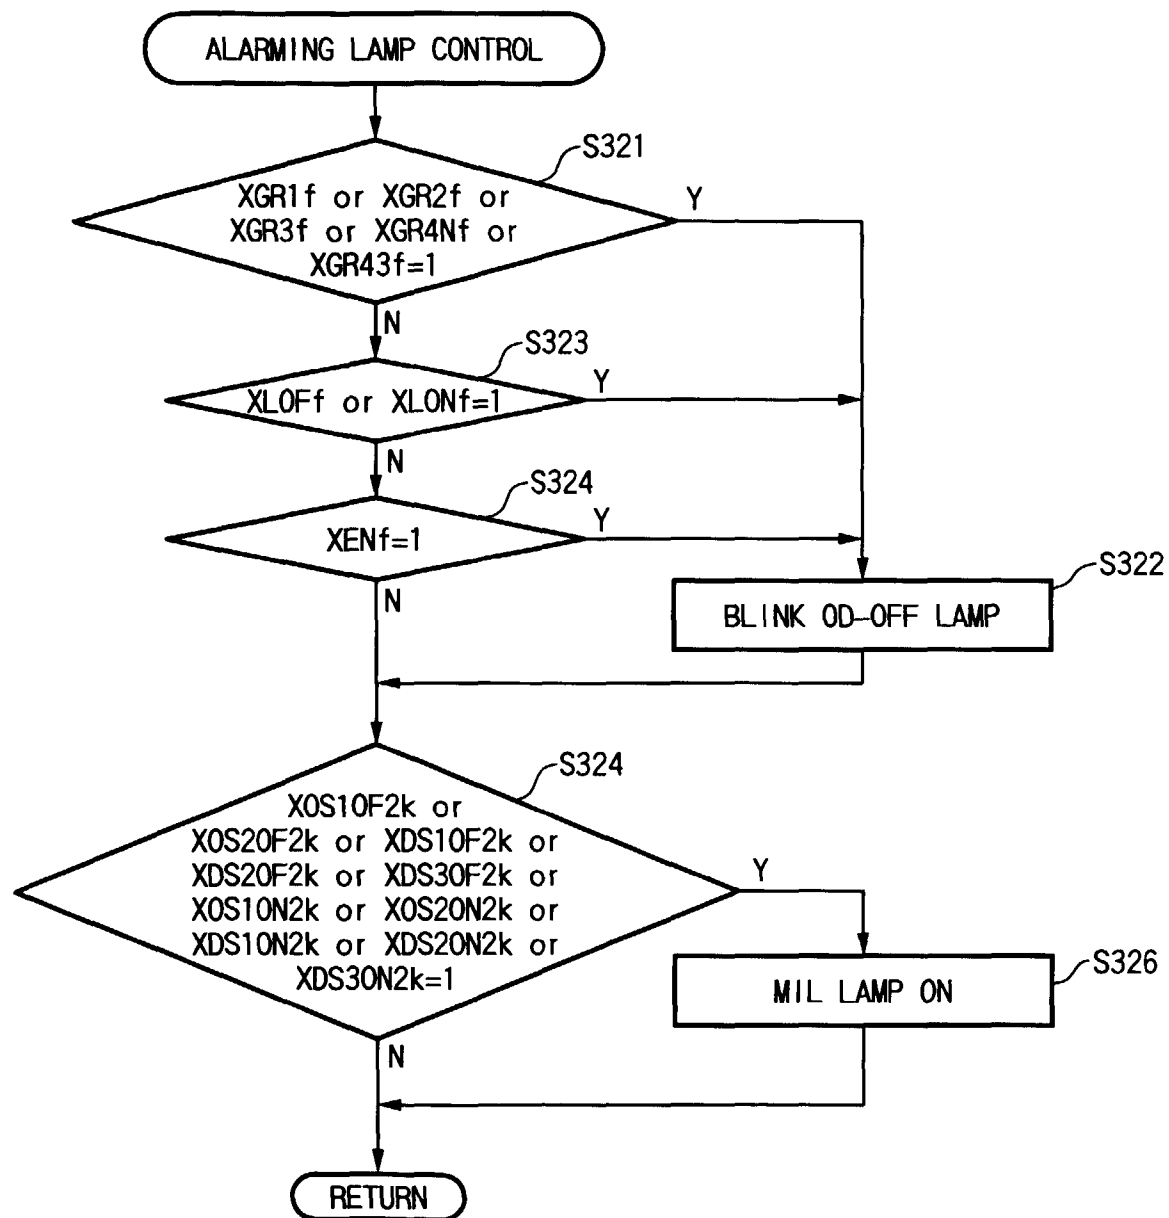 ALARMING LAMP CONTROL
S321
XGR1f or XGR2f or
XGR3f or XGR4Nf or
XGR43f=1
Y
N
S323
XLOFf or XLONf=1
Y
N
S324
XENf=1
Y
N
S322
BLINK OD-OFF LAMP
S324
XOS1OF2k or
XOS2OF2k or XDS1OF2k or
XDS2OF2k or XDS3OF2k or
XOS1ON2k or XOS2ON2k or
XDS1ON2k or XDS2ON2k or
XDS3ON2k=1
Y
S326
MIL LAMP ON
N
RETURN